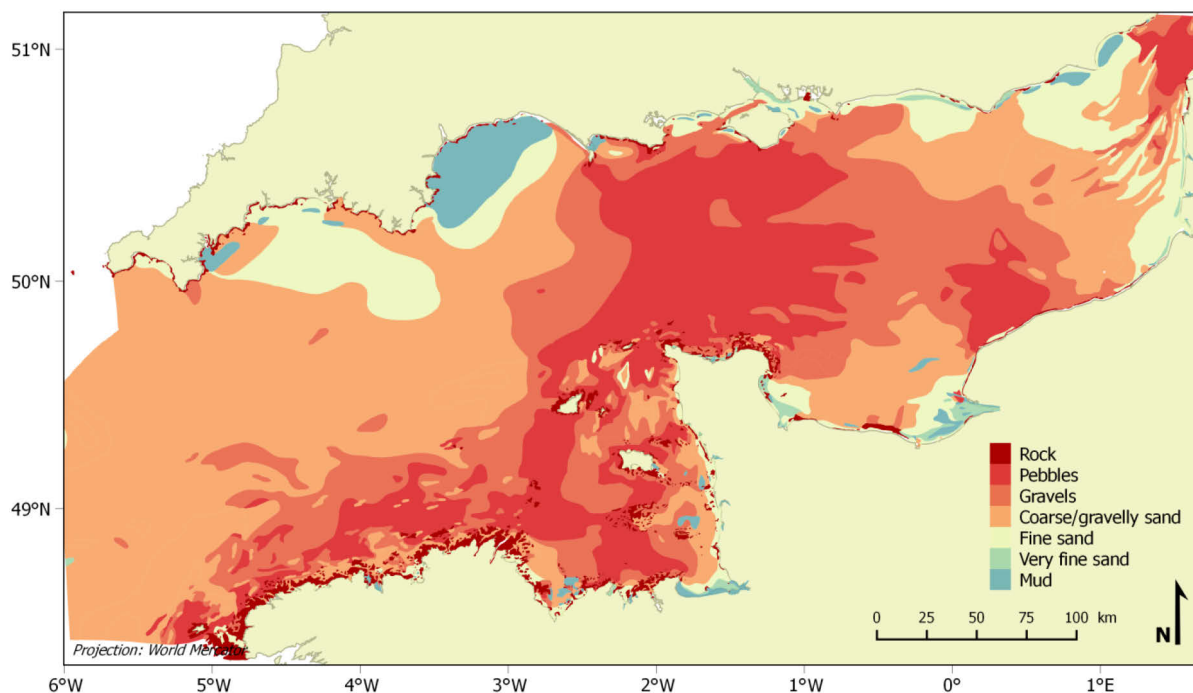 51°N
50°N
49°N
Rock
Pebbles
Gravels
Coarse/gravelly sand
Fine sand
Very fine sand
Mud
0 25 50 75 100 km
N
Projection: World Mercator
6°W 5°W 4°W 3°W 2°W 1°W 0° 1°E